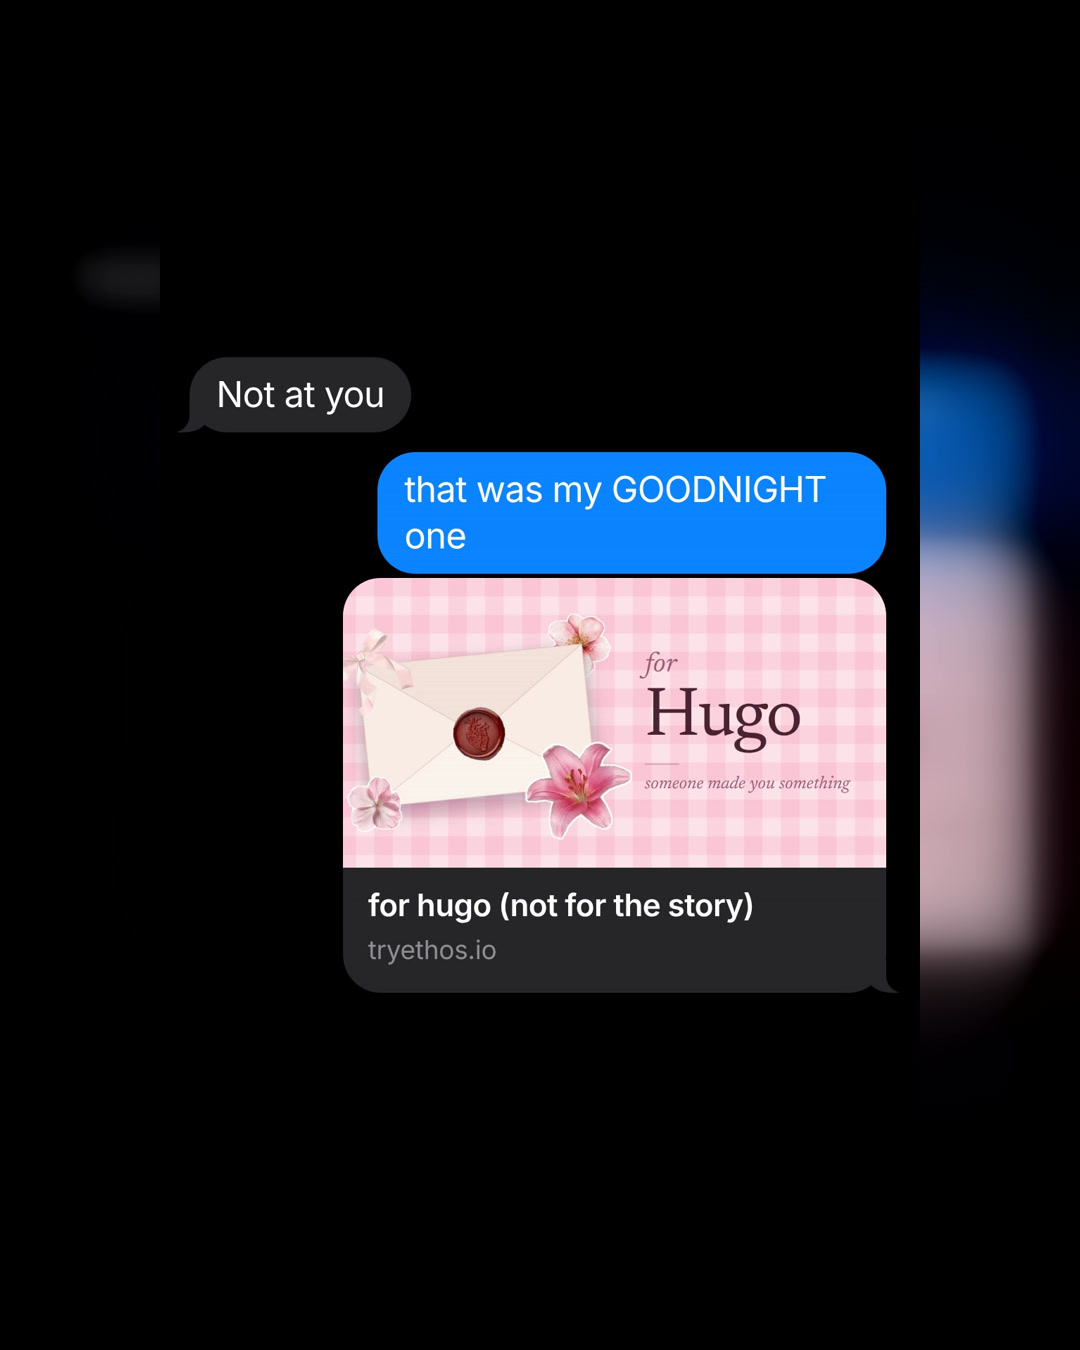 Not at you
that was my GOODNIGHT
one
for
Hugo
someone made you something
for hugo (not for the story)
tryethos.io